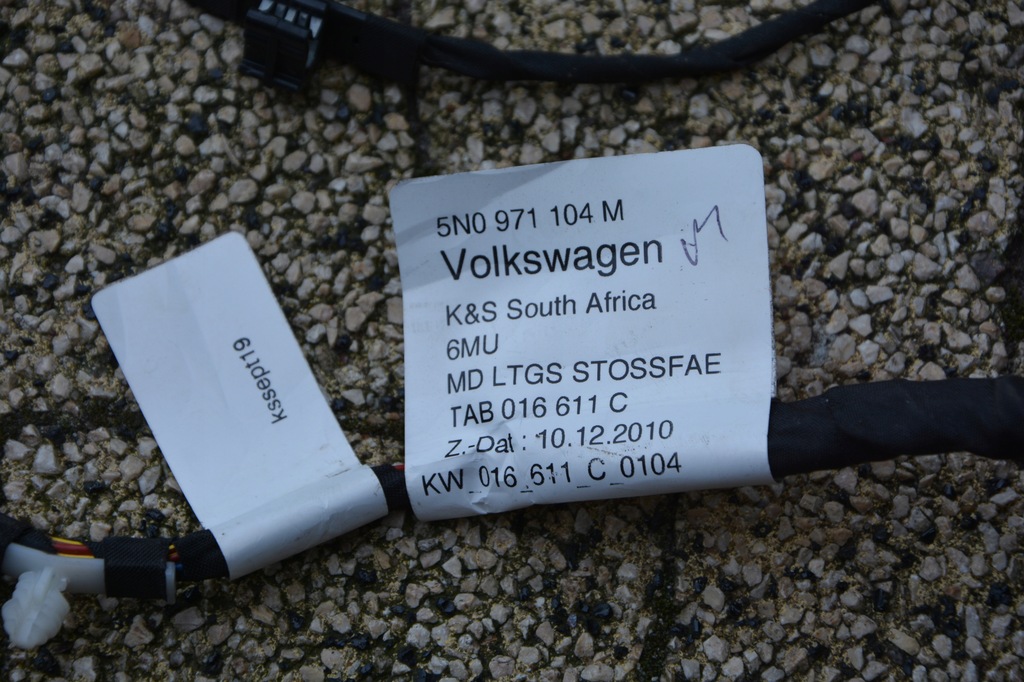 5N0 971 104 M
Volkswagen
K&S South Africa
6MU
MD LTGS STOSSFAE
TAB 016 611 C
Z.-Dat : 10.12.2010
KW_016_611_C_0104
Kssept19